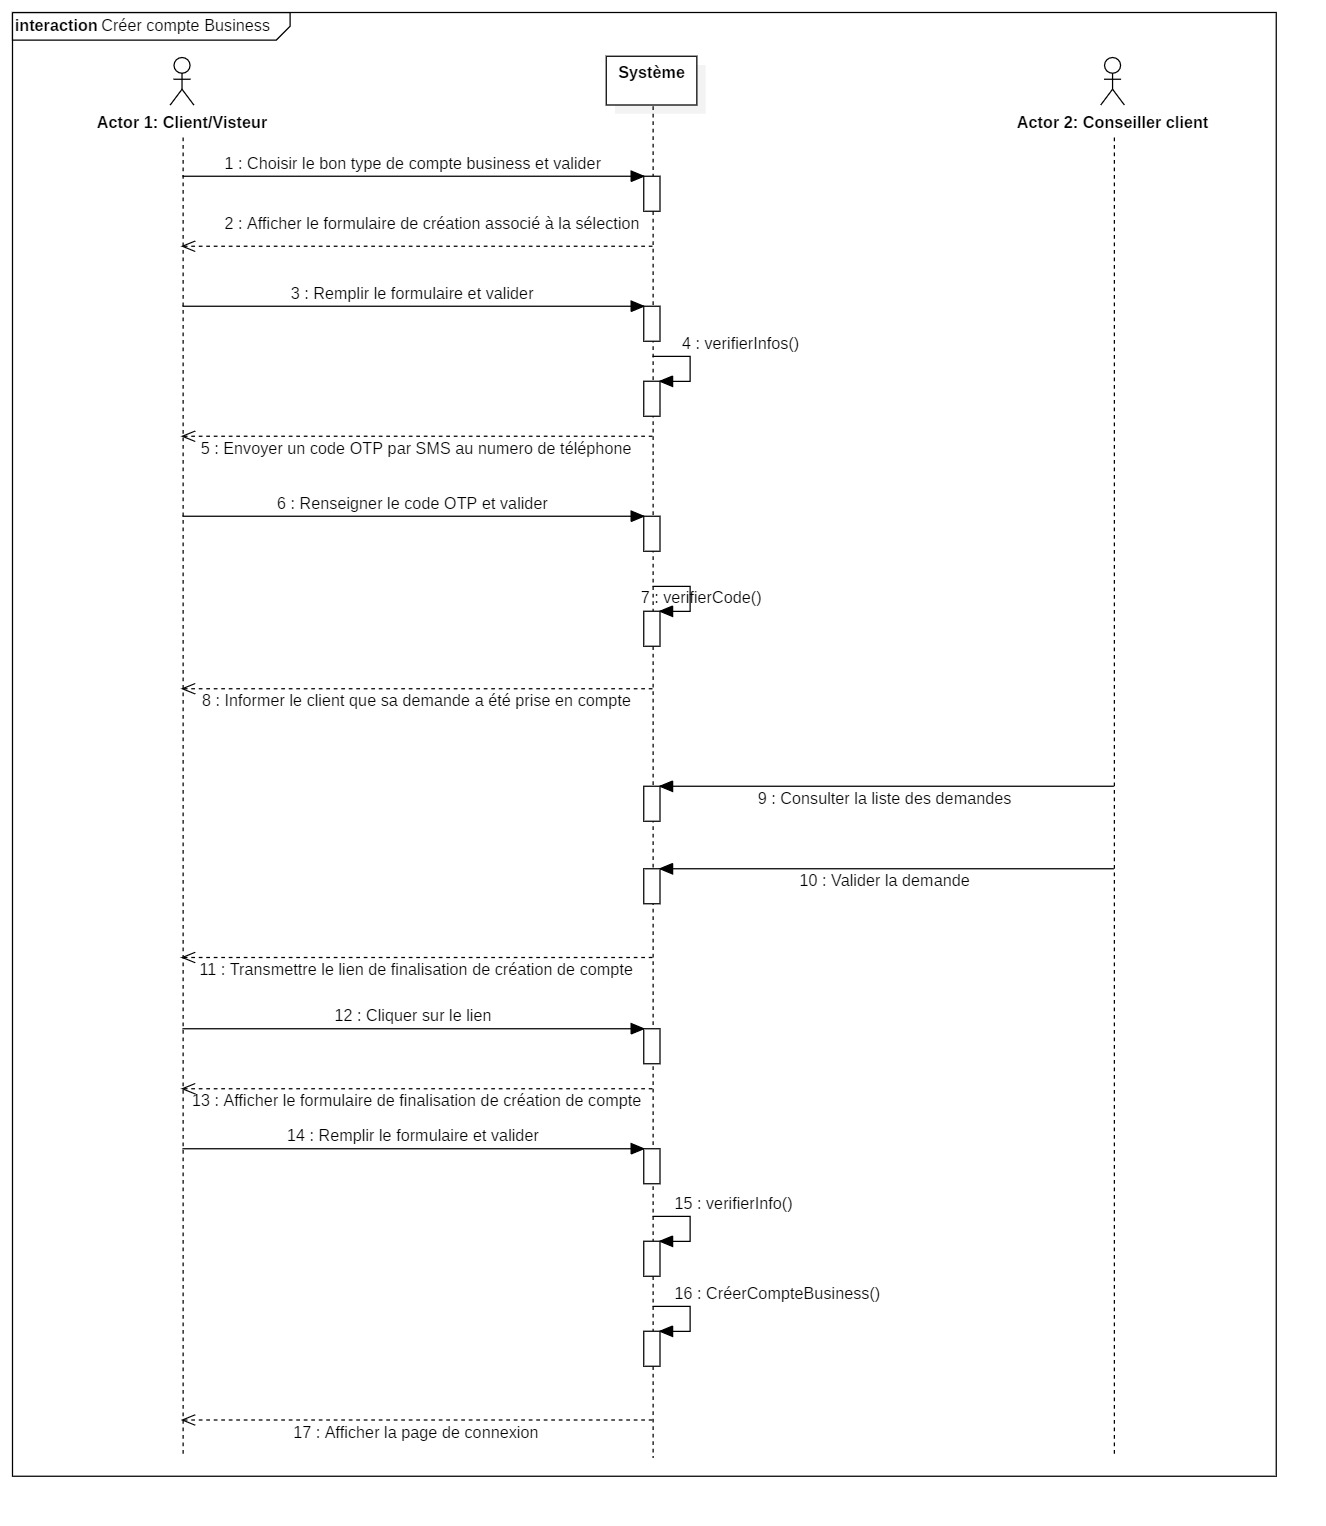 interaction Créer compte Business
Système
Actor 1: Client/Visteur
Actor 2: Conseiller client
1 : Choisir le bon type de compte business et valider
2 : Afficher le formulaire de création associé à la sélection
3 : Remplir le formulaire et valider
4 : verifierInfos()
5 : Envoyer un code OTP par SMS au numero de téléphone
6 : Renseigner le code OTP et valider
7 : verifierCode()
8 : Informer le client que sa demande a été prise en compte
9 : Consulter la liste des demandes
10 : Valider la demande
11 : Transmettre le lien de finalisation de création de compte
12 : Cliquer sur le lien
13 : Afficher le formulaire de finalisation de création de compte
14 : Remplir le formulaire et valider
15 : verifierInfo()
16 : CréerCompteBusiness()
17 : Afficher la page de connexion